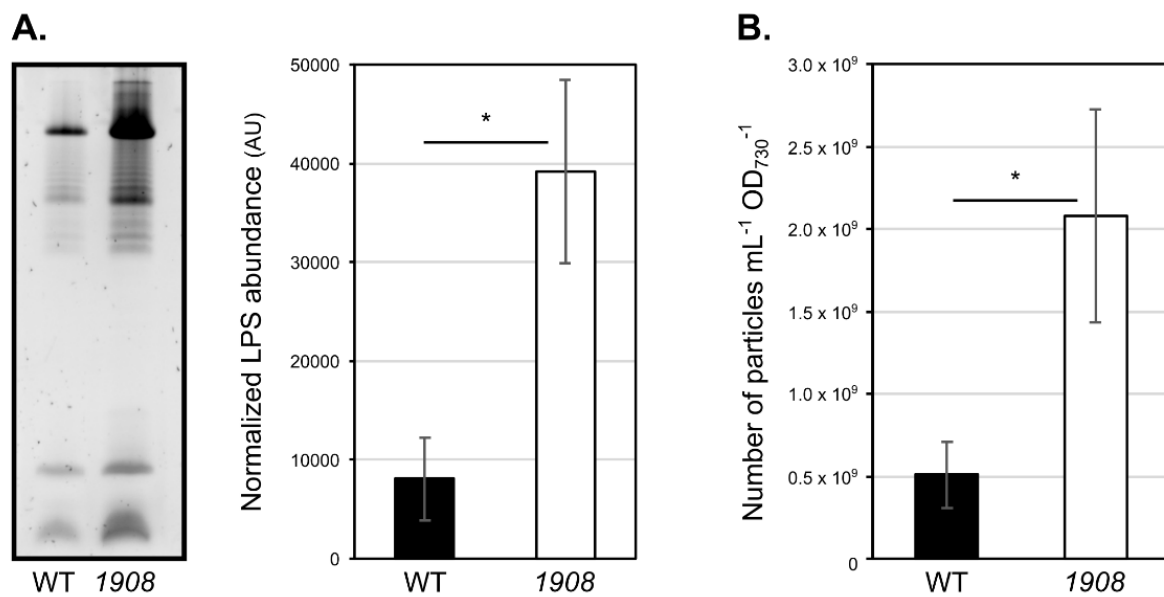 A.
B.
WT 1908
Normalized LPS abundance (AU)
50000
40000
30000
20000
10000
0
*
WT 1908
Number of particles mL⁻¹ OD₇₃₀⁻¹
3.0 x 10⁹
2.5 x 10⁹
2.0 x 10⁹
1.5 x 10⁹
1.0 x 10⁹
0.5 x 10⁹
0
*
WT 1908